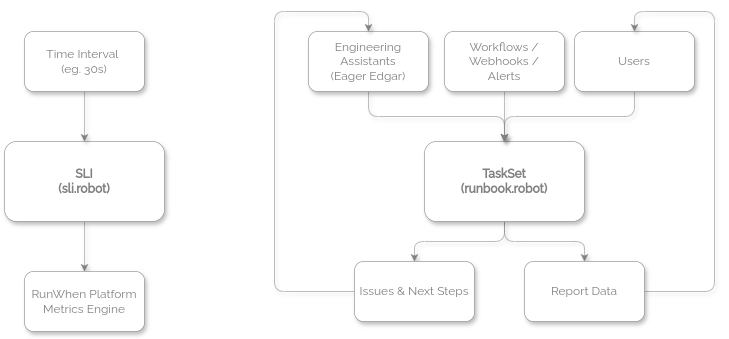 Time Interval
(eg. 30s)
SLI
(sli.robot)
RunWhen Platform
Metrics Engine
Engineering
Assistants
(Eager Edgar)
Workflows /
Webhooks /
Alerts
Users
TaskSet
(runbook.robot)
Issues & Next Steps
Report Data